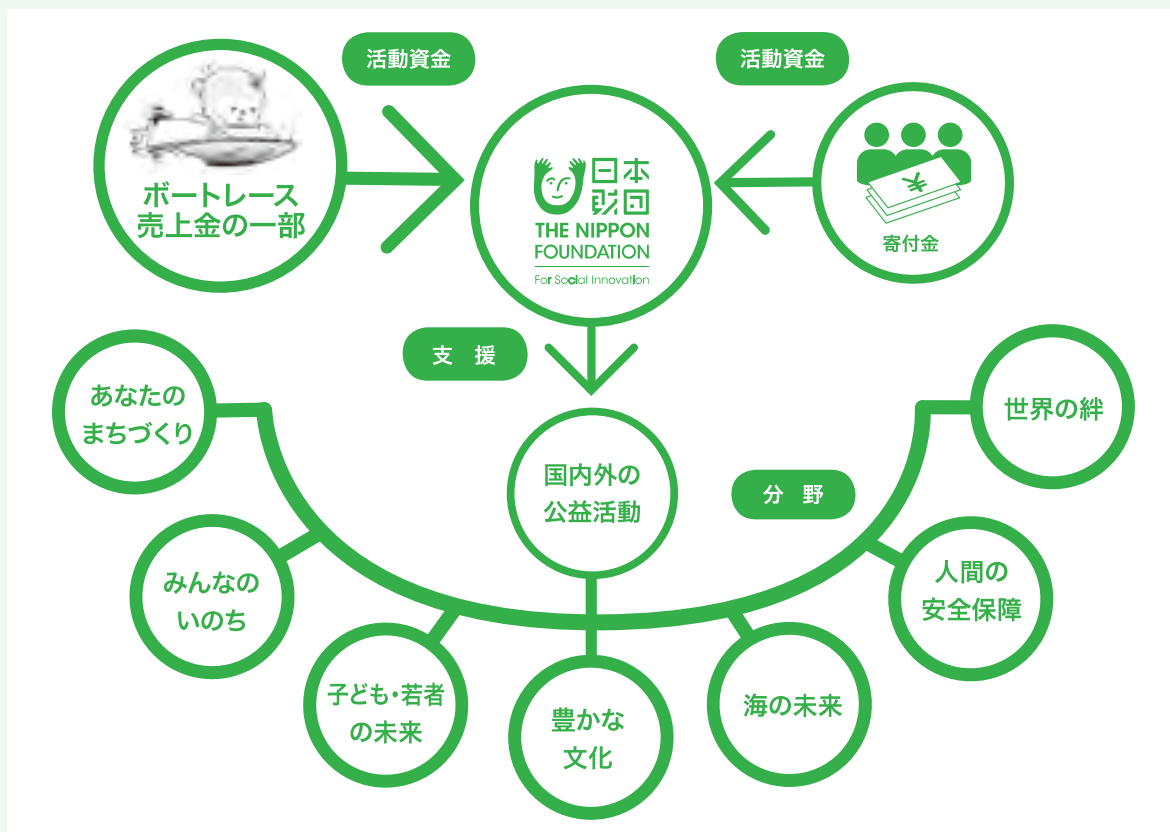 活動資金
活動資金
ボートレース
売上金の一部
日本
財団
THE NIPPON
FOUNDATION
For Social Innovation
¥
寄付金
支 援
あなたの
まちづくり
世界の絆
国内外の
公益活動
分 野
みんなの
いのち
人間の
安全保障
子ども・若者
の未来
豊かな
文化
海の未来